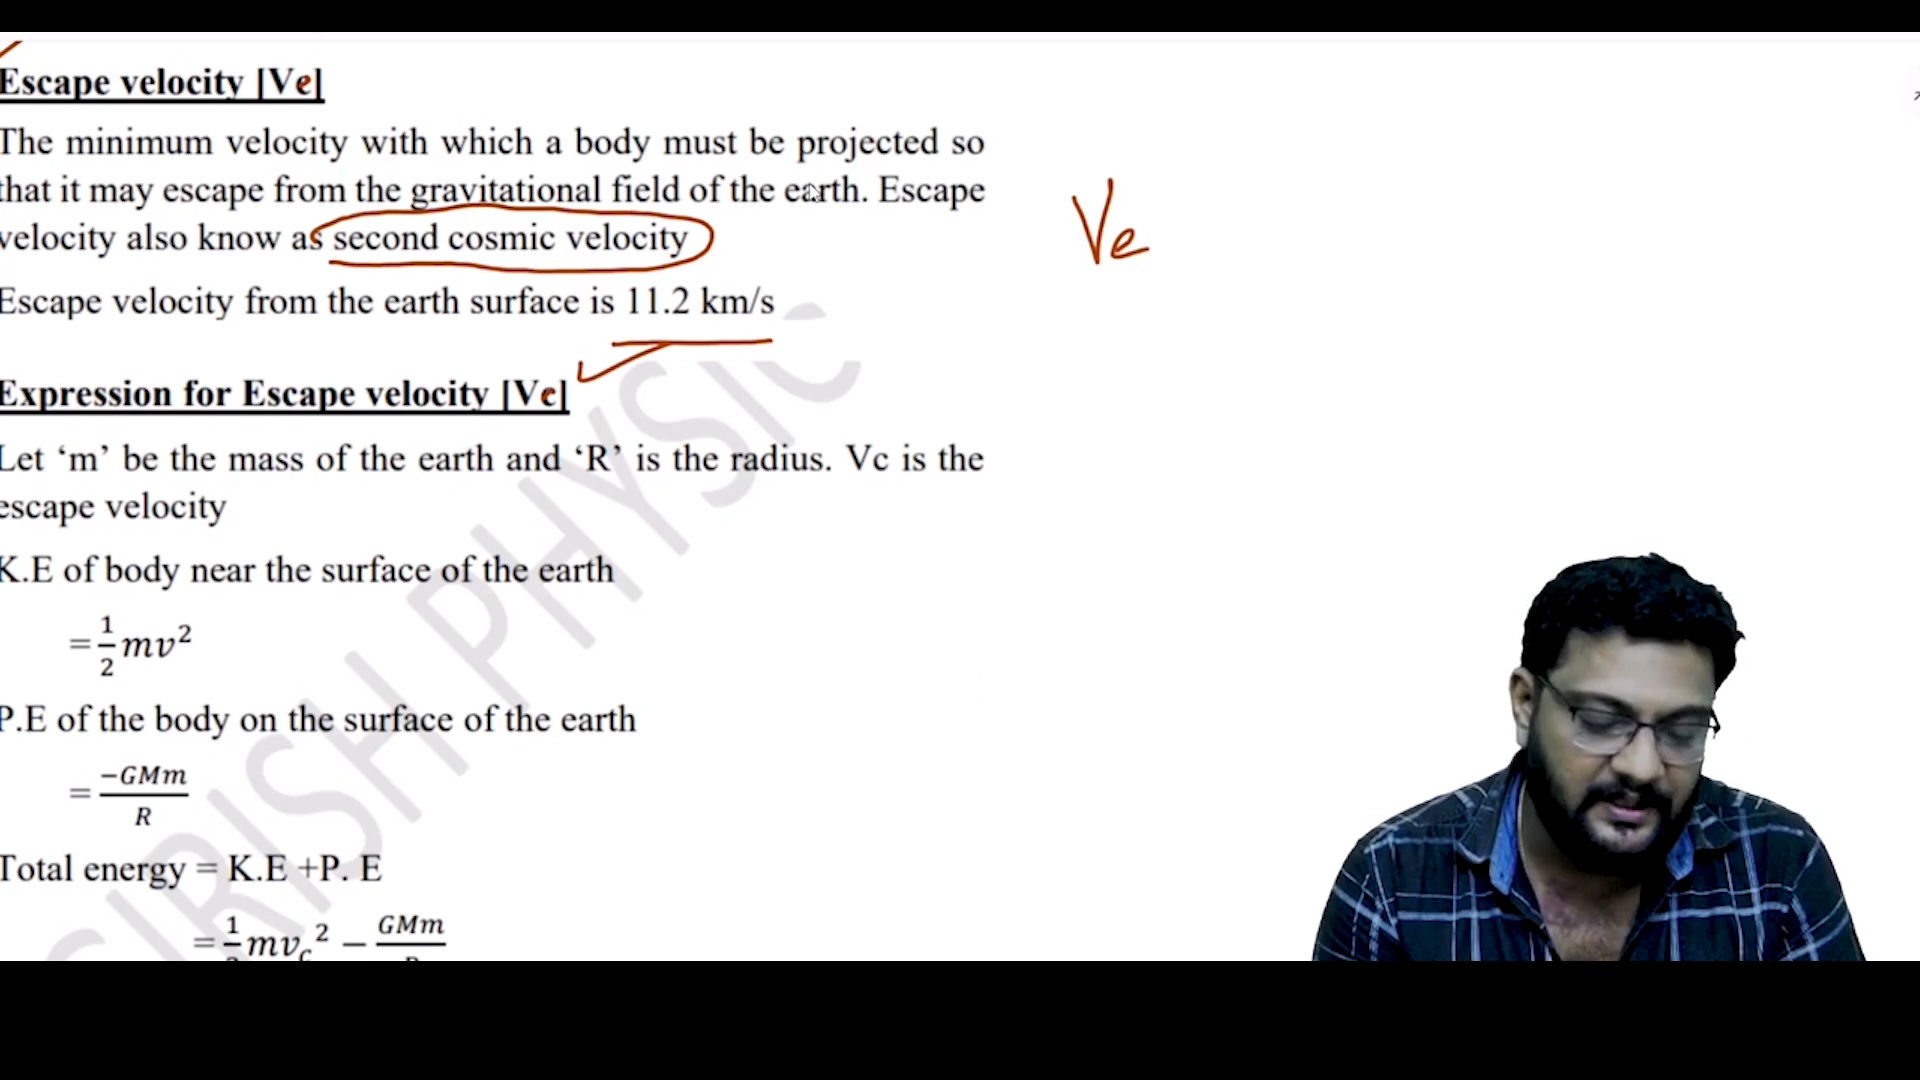 Escape velocity [Ve]
The minimum velocity with which a body must be projected so
that it may escape from the gravitational field of the earth. Escape
velocity also know as second cosmic velocity
Ve
Escape velocity from the earth surface is 11.2 km/s
Expression for Escape velocity [Ve]
Let ‘m’ be the mass of the earth and ‘R’ is the radius. Vc is the
escape velocity
K.E of body near the surface of the earth
= 1/2 mv²
P.E of the body on the surface of the earth
= −GMm/R
Total energy = K.E +P. E
= 1/2 mv_c² − GMm/R